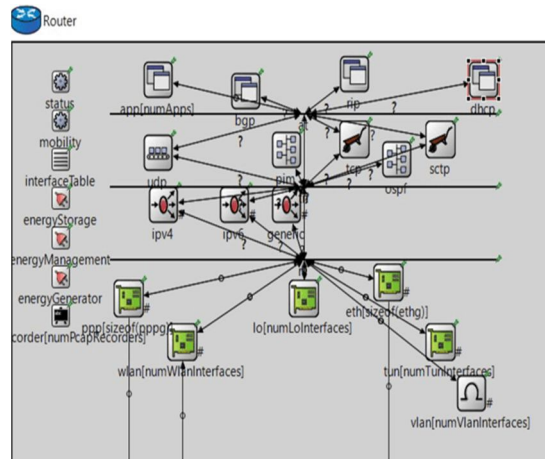 Router
status
app[numApps]
bgp
rip
dhcp
?
?
?
mobility
?
?
interfaceTable
udp
pim
tcp
ospf
sctp
?
?
?
energyStorage
ipv4
ipv6
generic
?
#
#
#
?
?
energyManagement
energyGenerator
ppp[sizeof(pppg)]
lo[numLoInterfaces]
eth[sizeof(ethg)]
#
#
#
corder[numPcapRecorders]
wlan[numWlanInterfaces]
tun[numTunInterfaces]
#
#
vlan[numVlanInterfaces]
#